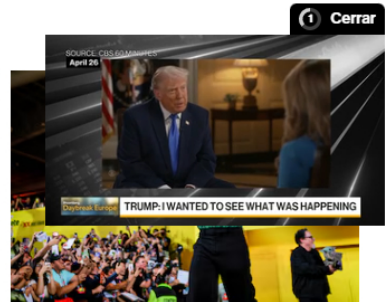 1 Cerrar
SOURCE: CBS 60 MINUTES
April 26
Daybreak Europe
TRUMP: I WANTED TO SEE WHAT WAS HAPPENING